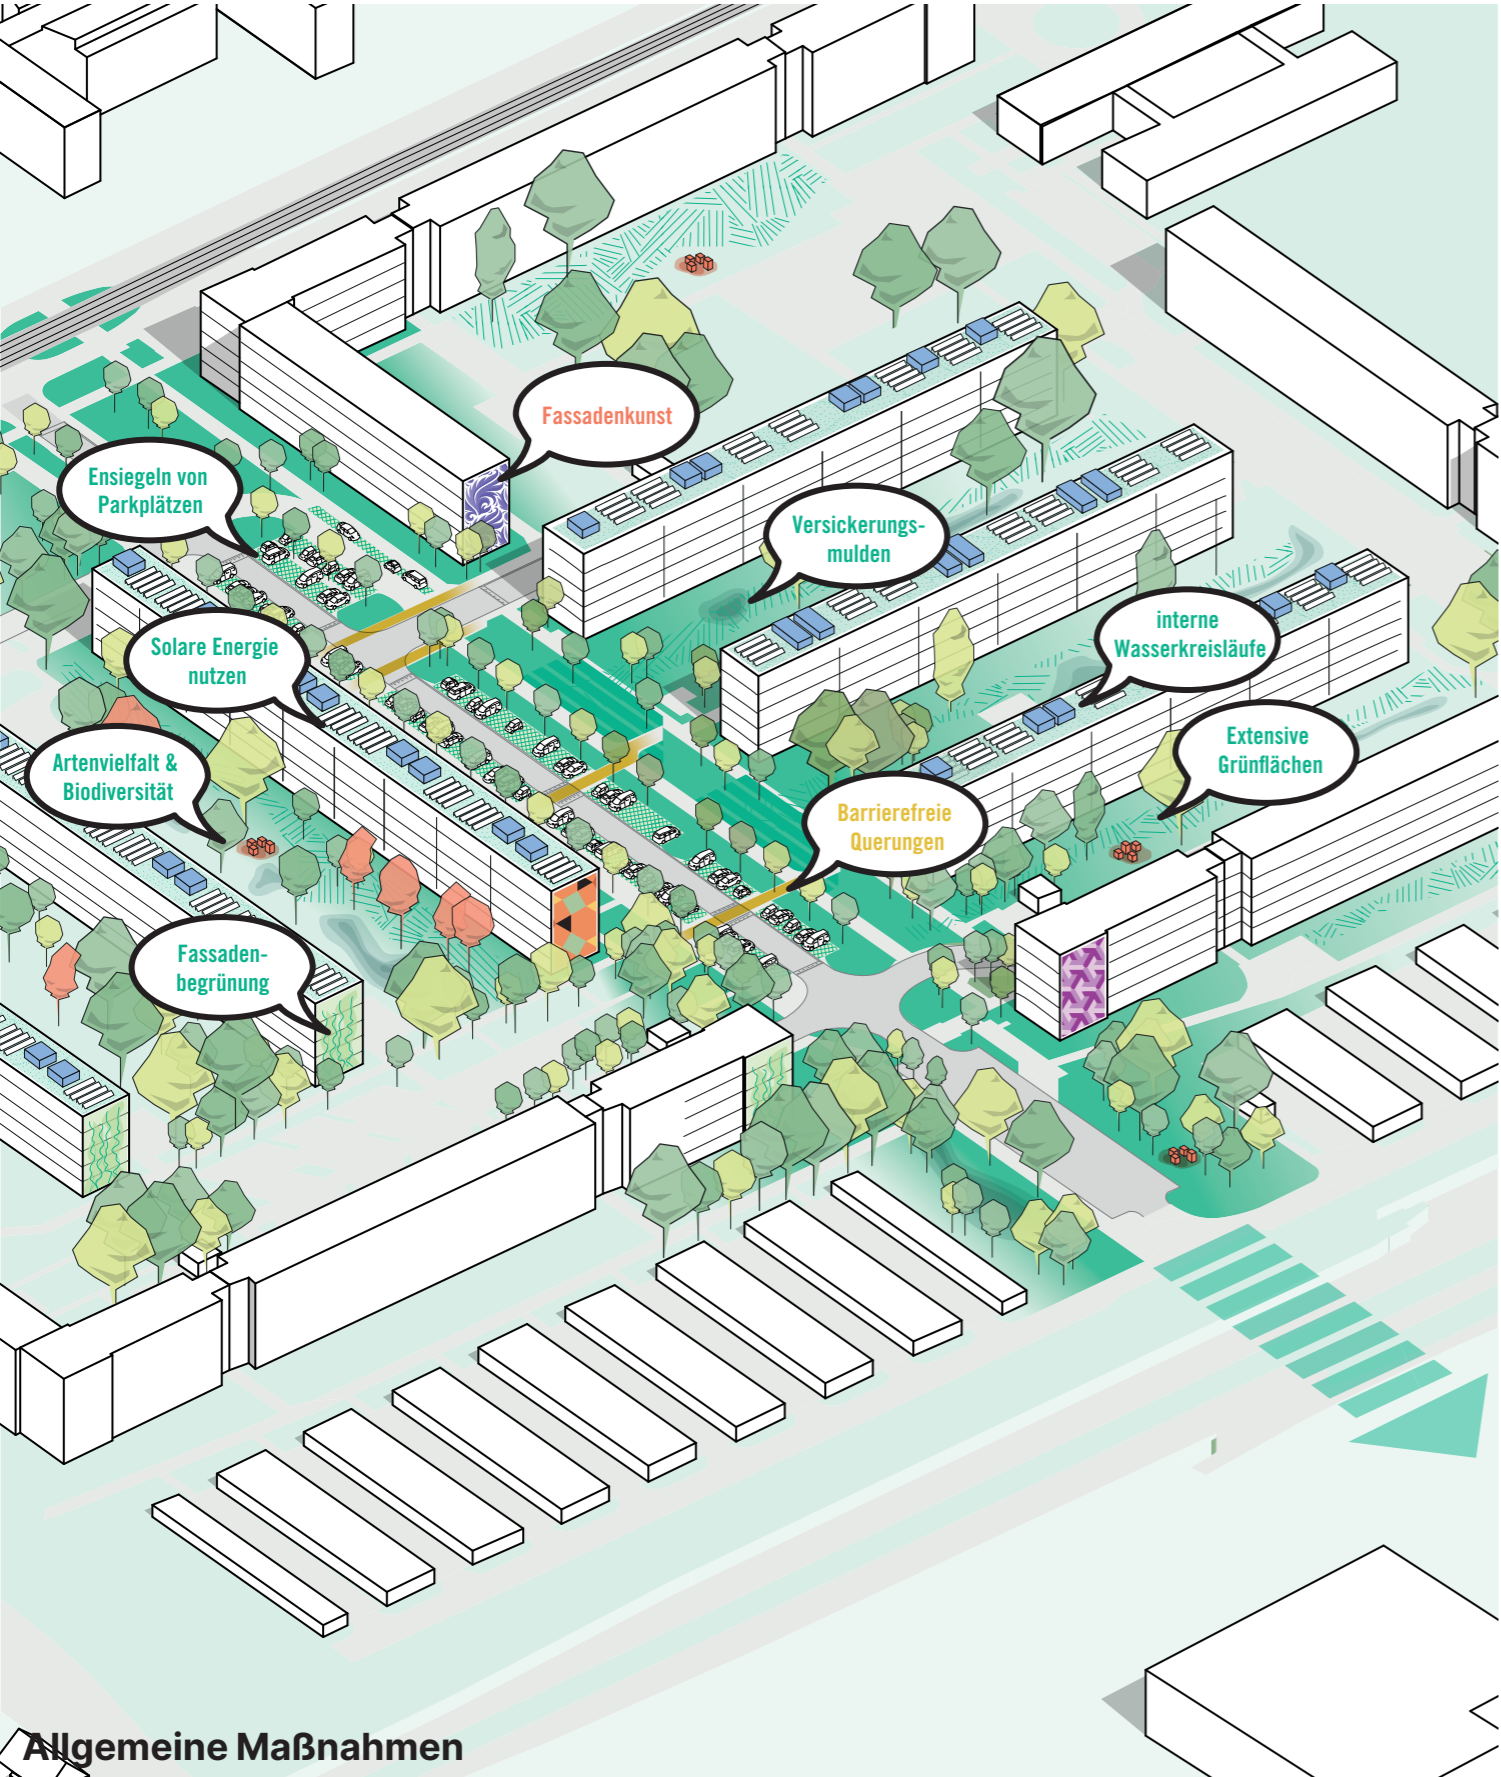 Fassadenkunst
Ensiegeln von
Parkplätzen
Versickerungs-
mulden
interne
Wasserkreisläufe
Solare Energie
nutzen
Extensive
Grünflächen
Artenvielfalt &
Biodiversität
Barrierefreie
Querungen
Fassaden-
begrünung
Allgemeine Maßnahmen